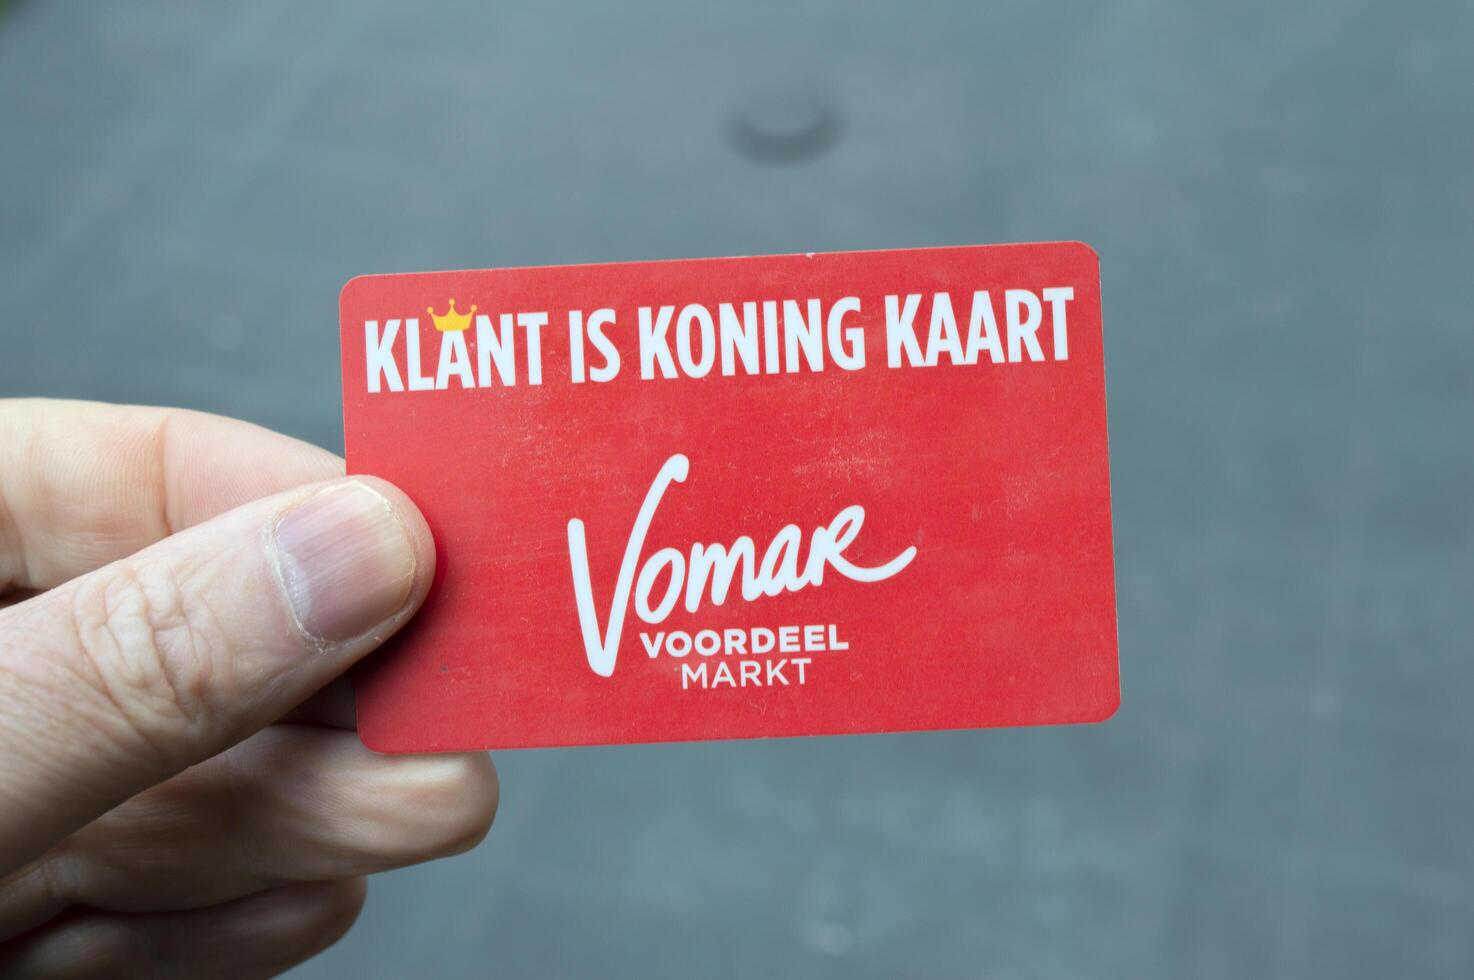 KLANT IS KONING KAART
Vomar
VOORDEEL
MARKT